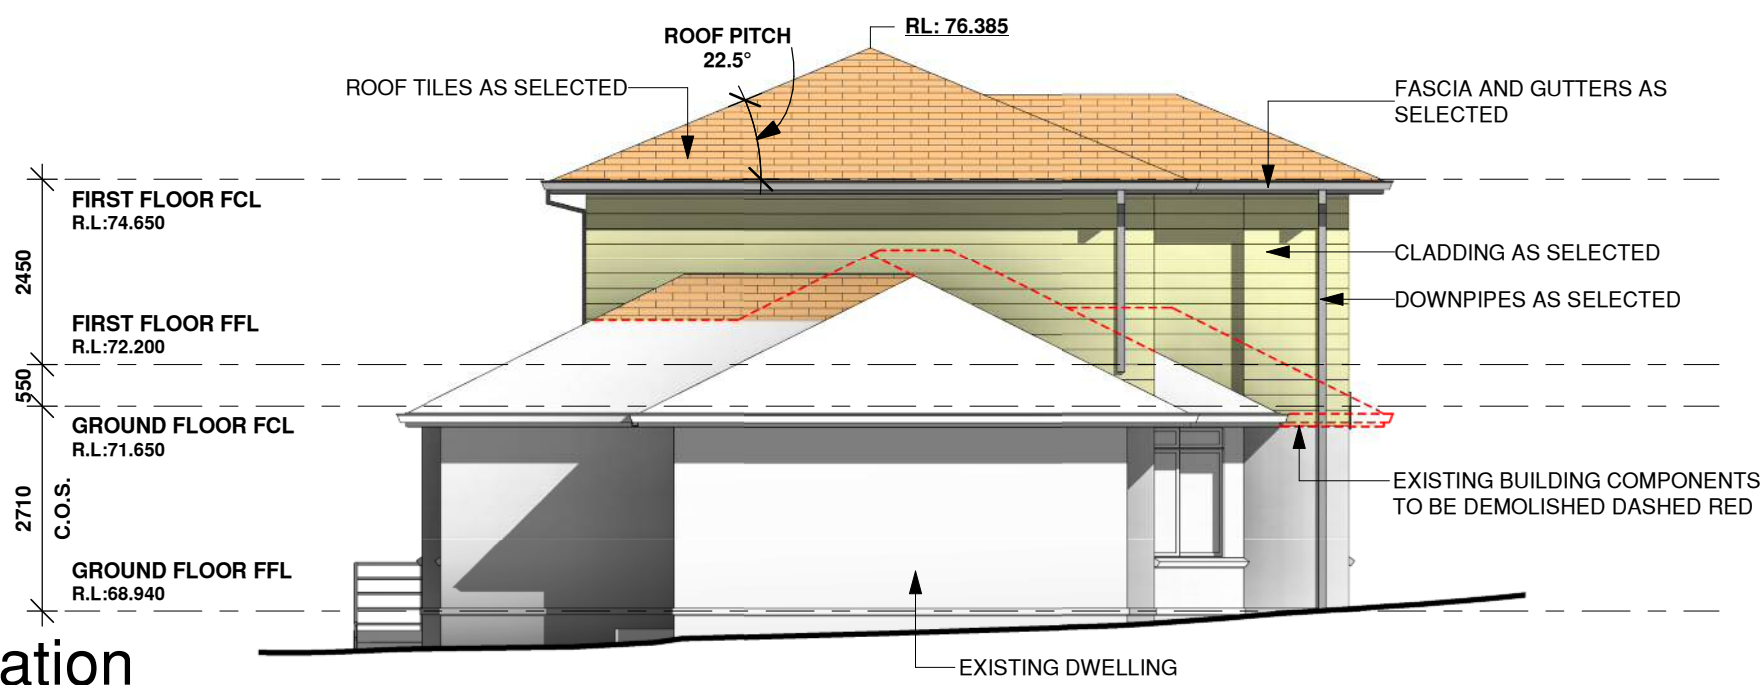 RL: 76.385
ROOF PITCH
22.5°
ROOF TILES AS SELECTED
FASCIA AND GUTTERS AS
SELECTED
FIRST FLOOR FCL
R.L:74.650
2450
CLADDING AS SELECTED
DOWNPIPES AS SELECTED
FIRST FLOOR FFL
R.L:72.200
550
GROUND FLOOR FCL
R.L:71.650
2710
C.O.S.
EXISTING BUILDING COMPONENTS
TO BE DEMOLISHED DASHED RED
GROUND FLOOR FFL
R.L:68.940
ation
EXISTING DWELLING